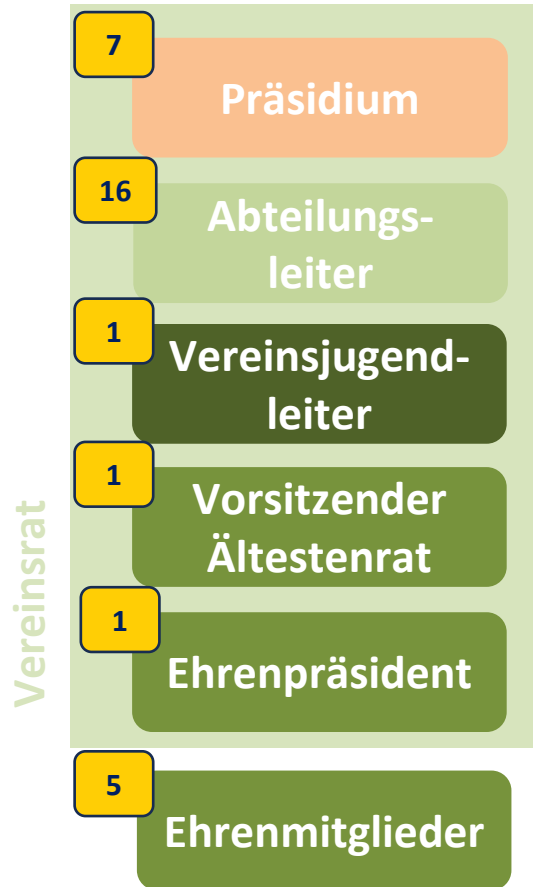 7
Präsidium
16
Abteilungs-
leiter
1
Vereinsjugend-
leiter
1
Vorsitzender
Ältestenrat
1
Ehrenpräsident
5
Ehrenmitglieder
Vereinsrat